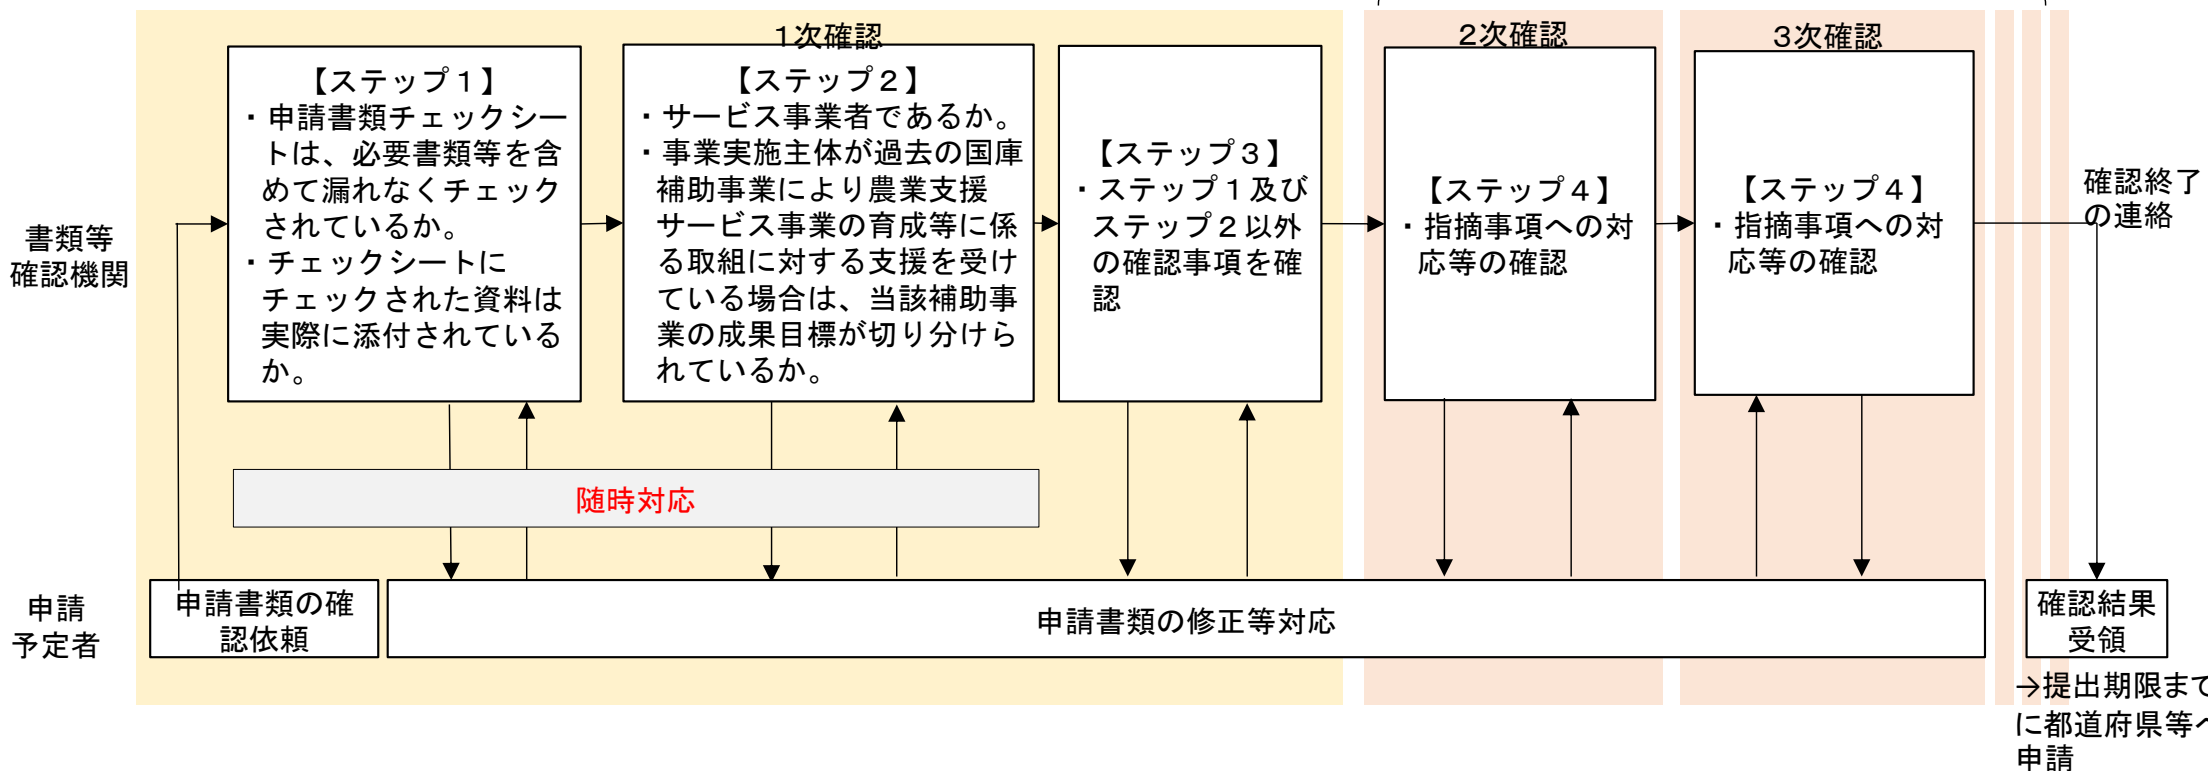 1次確認
2次確認
3次確認
【ステップ1】
・申請書類チェックシー
トは、必要書類等を含
めて漏れなくチェック
されているか。
・チェックシートに
チェックされた資料は
実際に添付されている
か。
【ステップ2】
・サービス事業者であるか。
・事業実施主体が過去の国庫
補助事業により農業支援
サービス事業の育成等に係
る取組に対する支援を受け
ている場合は、当該補助事
業の成果目標が切り分けら
れているか。
【ステップ3】
・ステップ1及び
ステップ2以外
の確認事項を確
認
【ステップ4】
・指摘事項への対
応等の確認
【ステップ4】
・指摘事項への対
応等の確認
確認終了
の連絡
書類等
確認機関
随時対応
申請
予定者
申請書類の確
認依頼
申請書類の修正等対応
確認結果
受領
→提出期限まで
に都道府県等へ
申請